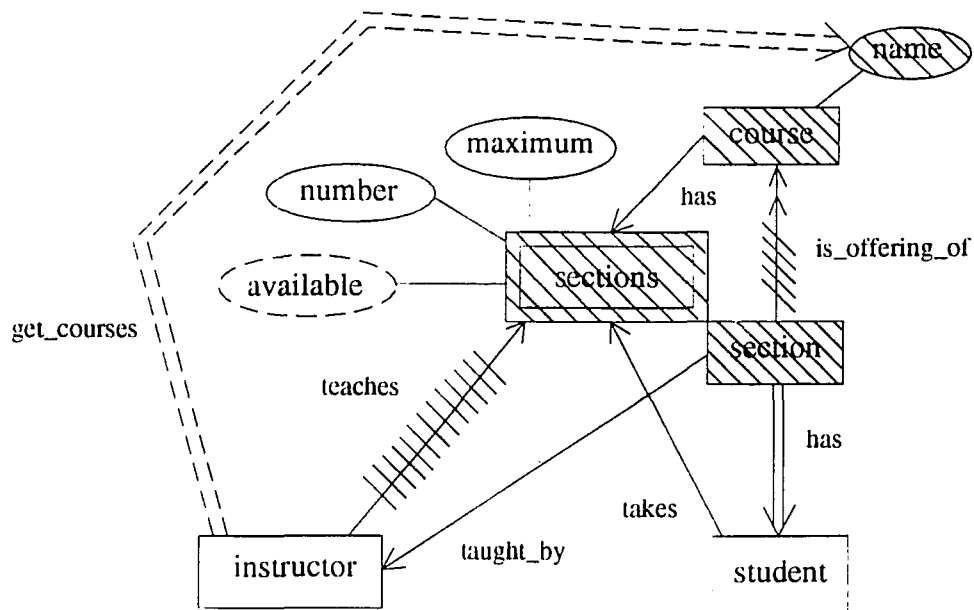 name
course
maximum
has
number
is_offering_of
sections
available
get_courses
section
teaches
has
takes
taught_by
instructor
student